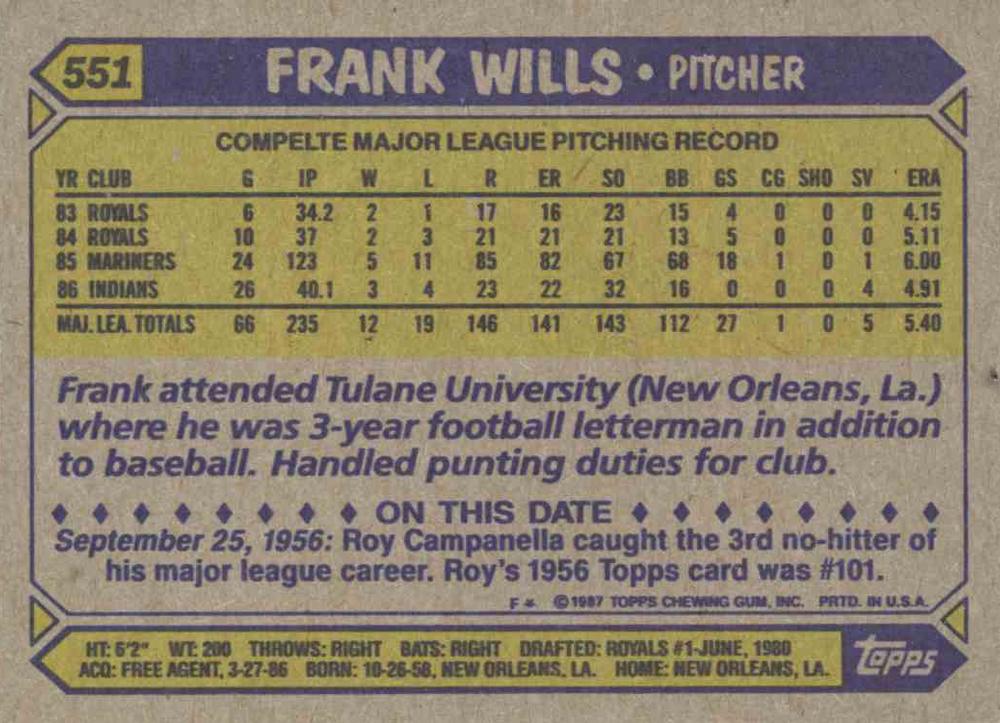 551 FRANK WILLS • PITCHER
COMPELTE MAJOR LEAGUE PITCHING RECORD
YR CLUB G IP W L R ER SO BB GS CG SHO SV ERA
83 ROYALS 6 34.2 2 1 17 16 23 15 4 0 0 0 4.15
84 ROYALS 10 37 2 3 21 21 21 13 5 0 0 0 5.11
85 MARINERS 24 123 5 11 85 82 67 68 18 1 0 1 6.00
86 INDIANS 26 40.1 3 4 23 22 32 16 0 0 0 4 4.91
MAJ. LEA. TOTALS 66 235 12 19 146 141 143 112 27 1 0 5 5.40
Frank attended Tulane University (New Orleans, La.)
where he was 3-year football letterman in addition
to baseball. Handled punting duties for club.
ON THIS DATE
September 25, 1956: Roy Campanella caught the 3rd no-hitter of
his major league career. Roy's 1956 Topps card was #101.
F * © 1987 TOPPS CHEWING GUM, INC. PRTD. IN U.S.A.
HT: 6'2" WT: 200 THROWS: RIGHT BATS: RIGHT DRAFTED: ROYALS #1-JUNE, 1980
ACQ: FREE AGENT, 3-27-86 BORN: 10-26-58, NEW ORLEANS, LA. HOME: NEW ORLEANS, LA.
Topps